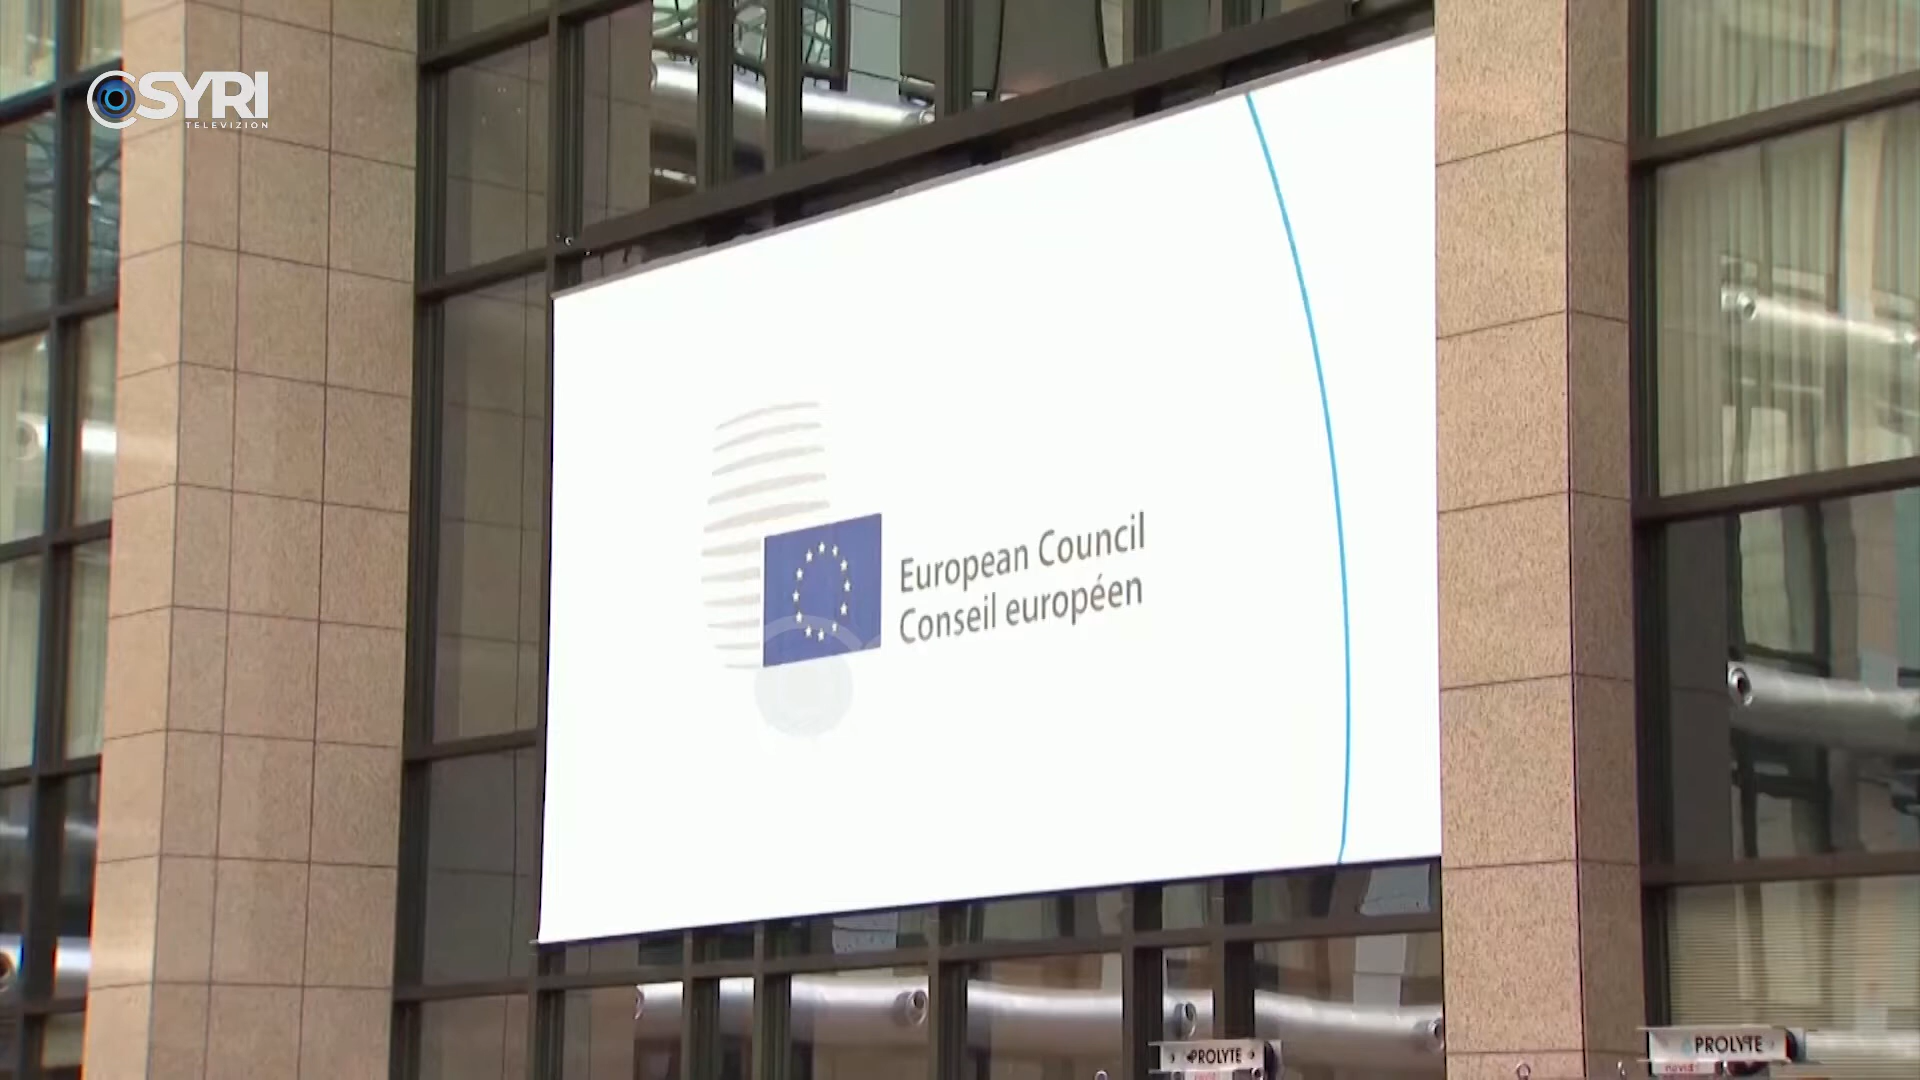 SYRI
TELEVIZION
European Council
Conseil européen
PROLYTE
PROLYTE